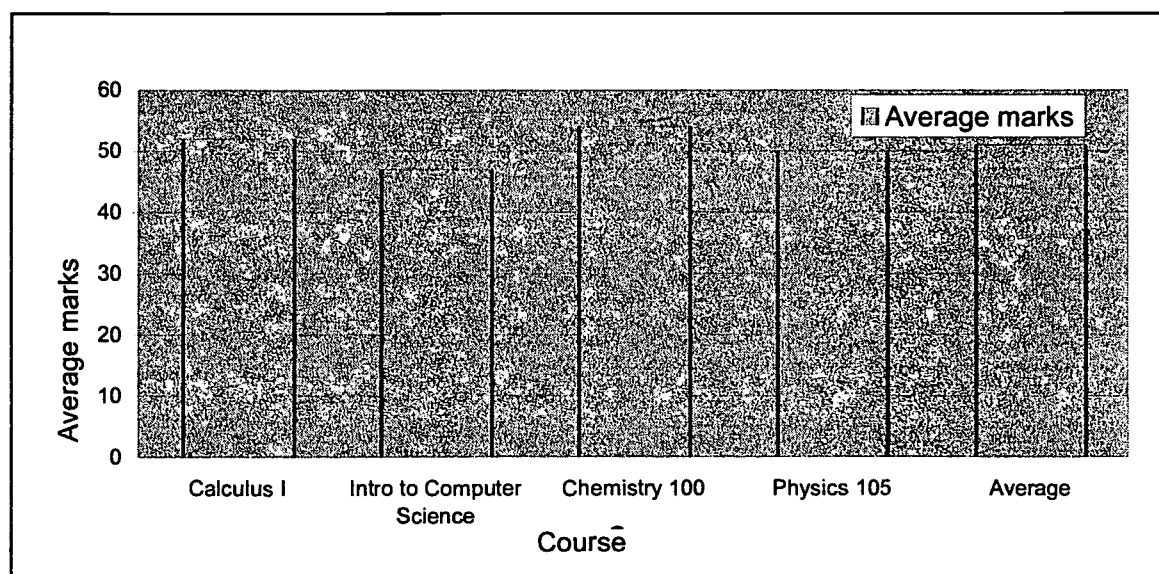 60
Average marks
50
40
30
20
10
0
Average marks
Calculus I
Intro to Computer
Science
Chemistry 100
Physics 105
Average
Course